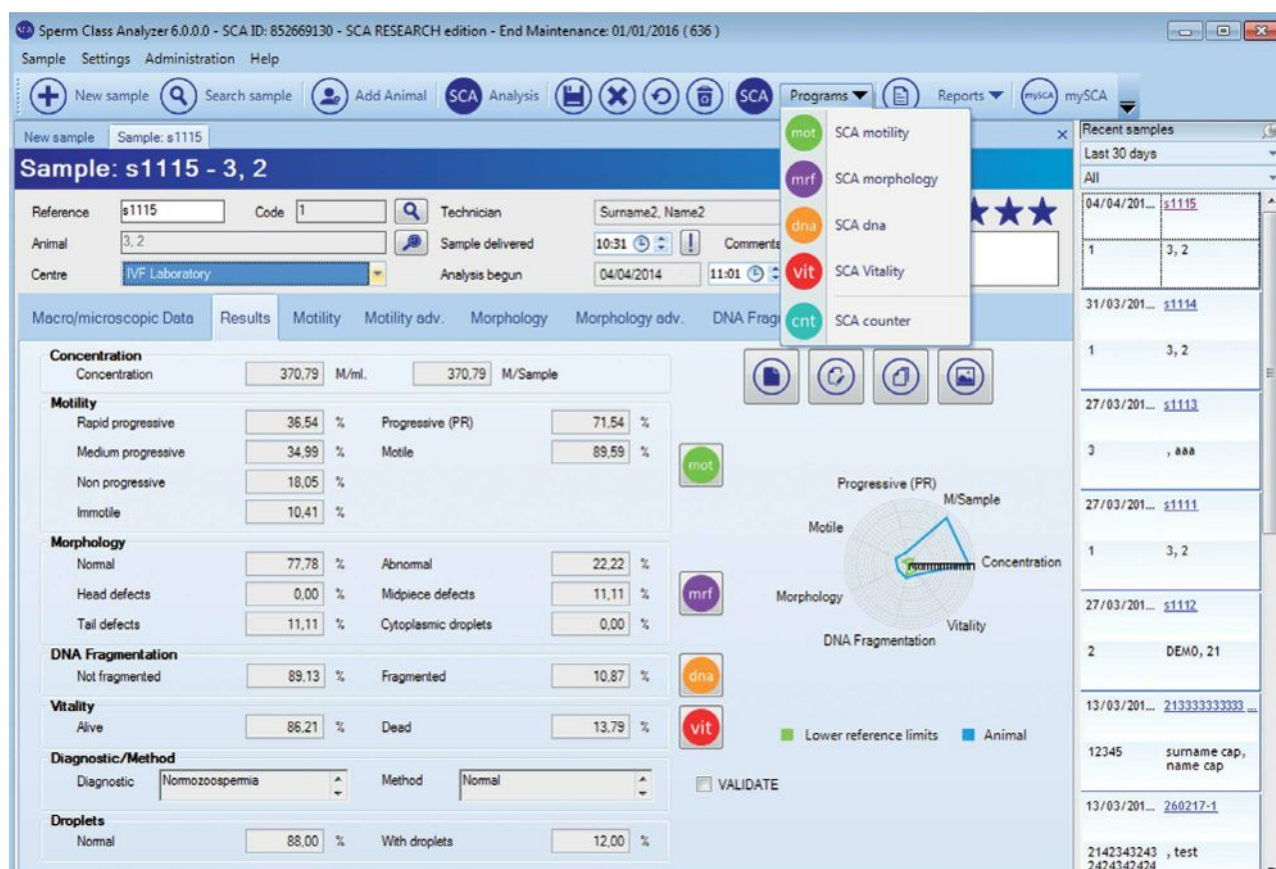 Sperm Class Analyzer 6.0.0.0 - SCA ID: 852669130 - SCA RESEARCH edition - End Maintenance: 01/01/2016 ( 636 )
Sample Settings Administration Help
New sample Search sample Add Animal SCA Analysis SCA Programs Reports mySCA mySCA
New sample Sample: s1115
Sample: s1115 - 3, 2
Reference s1115 Code 1 Technician Surname2, Name2
Animal 3, 2 Sample delivered 10:31 Comments
Centre IVF Laboratory Analysis begun 04/04/2014 11:01
mot SCA motility
mrf SCA morphology
dna SCA dna
vit SCA Vitality
cnt SCA counter
Macro/microscopic Data Results Motility Motility adv. Morphology Morphology adv. DNA Frag
Concentration
Concentration 370,79 M/ml. 370,79 M/Sample
Motility
Rapid progressive 36,54 % Progressive (PR) 71,54 %
Medium progressive 34,99 % Motile 89,59 %
Non progressive 18,05 %
Immotile 10,41 %
mot
Morphology
Normal 77,78 % Abnormal 22,22 %
Head defects 0,00 % Midpiece defects 11,11 %
Tail defects 11,11 % Cytoplasmic droplets 0,00 %
mrf
DNA Fragmentation
Not fragmented 89,13 % Fragmented 10,87 %
dna
Vitality
Alive 86,21 % Dead 13,79 %
vit
Diagnostic/Method
Diagnostic Normozoospermia Method Normal
VALIDATE
Droplets
Normal 88,00 % With droplets 12,00 %
Progressive (PR)
M/Sample
Motile
Concentration
Morphology
Vitality
DNA Fragmentation
Lower reference limits Animal
Recent samples
Last 30 days
All
04/04/201... s1115
1 3, 2
31/03/201... s1114
1 3, 2
27/03/201... s1113
3 , aaa
27/03/201... s1111
1 3, 2
27/03/201... s1112
2 DEMO, 21
13/03/201... 213333333333 ...
12345 surname cap,
name cap
13/03/201... 260217-1
2142343243 , test
2424342424